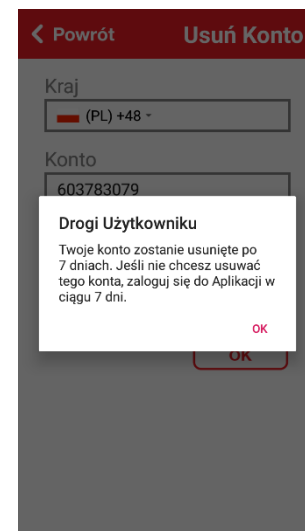 Powrót Usuń Konto
Kraj
(PL) +48
Konto
603783079
Drogi Użytkowniku
Twoje konto zostanie usunięte po
7 dniach. Jeśli nie chcesz usuwać
tego konta, zaloguj się do Aplikacji w
ciągu 7 dni.
OK
OK